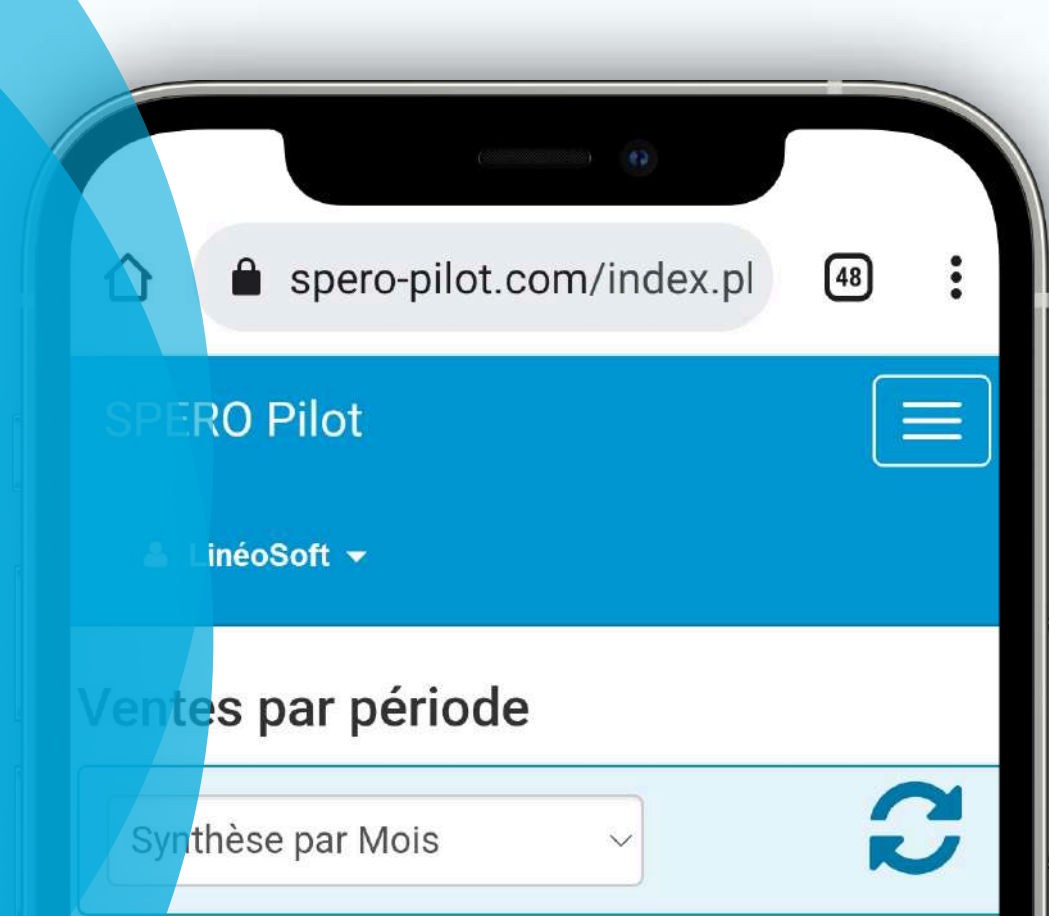 spero-pilot.com/index.pl
48
SPERO Pilot
LinéoSoft
Ventes par période
Synthèse par Mois